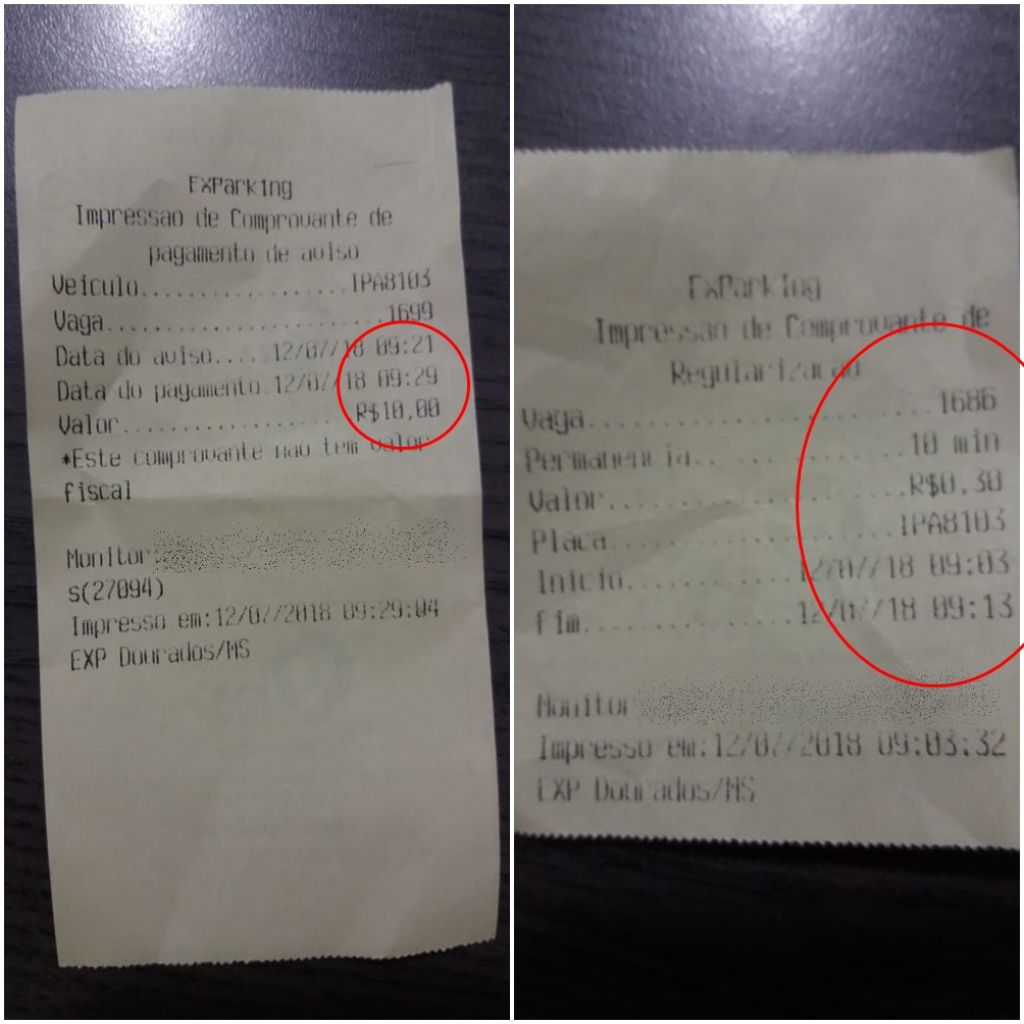 ExParking
Impressao de Comprovante de
pagamento de aviso
Veiculo..................IPA8103
Vaga........................1699
Data do aviso....12/07/18 09:21
Data do pagamento.12/07/18 09:29
Valor....................R$10,00
*Este comprovante nao tem valor
fiscal
Monitor
s(27094)
Impresso em:12/07/2018 09:29:04
EXP Dourados/MS
ExParking
Impressao de Comprovante de
Regularizacao
Vaga........................1686
Permanencia...............10 min
Valor.....................R$0,30
Placa....................IPA8103
Inicio............12/07/18 09:03
fim...............12/07/18 09:13
Monitor
Impresso em:12/07/2018 09:03:32
EXP Dourados/MS